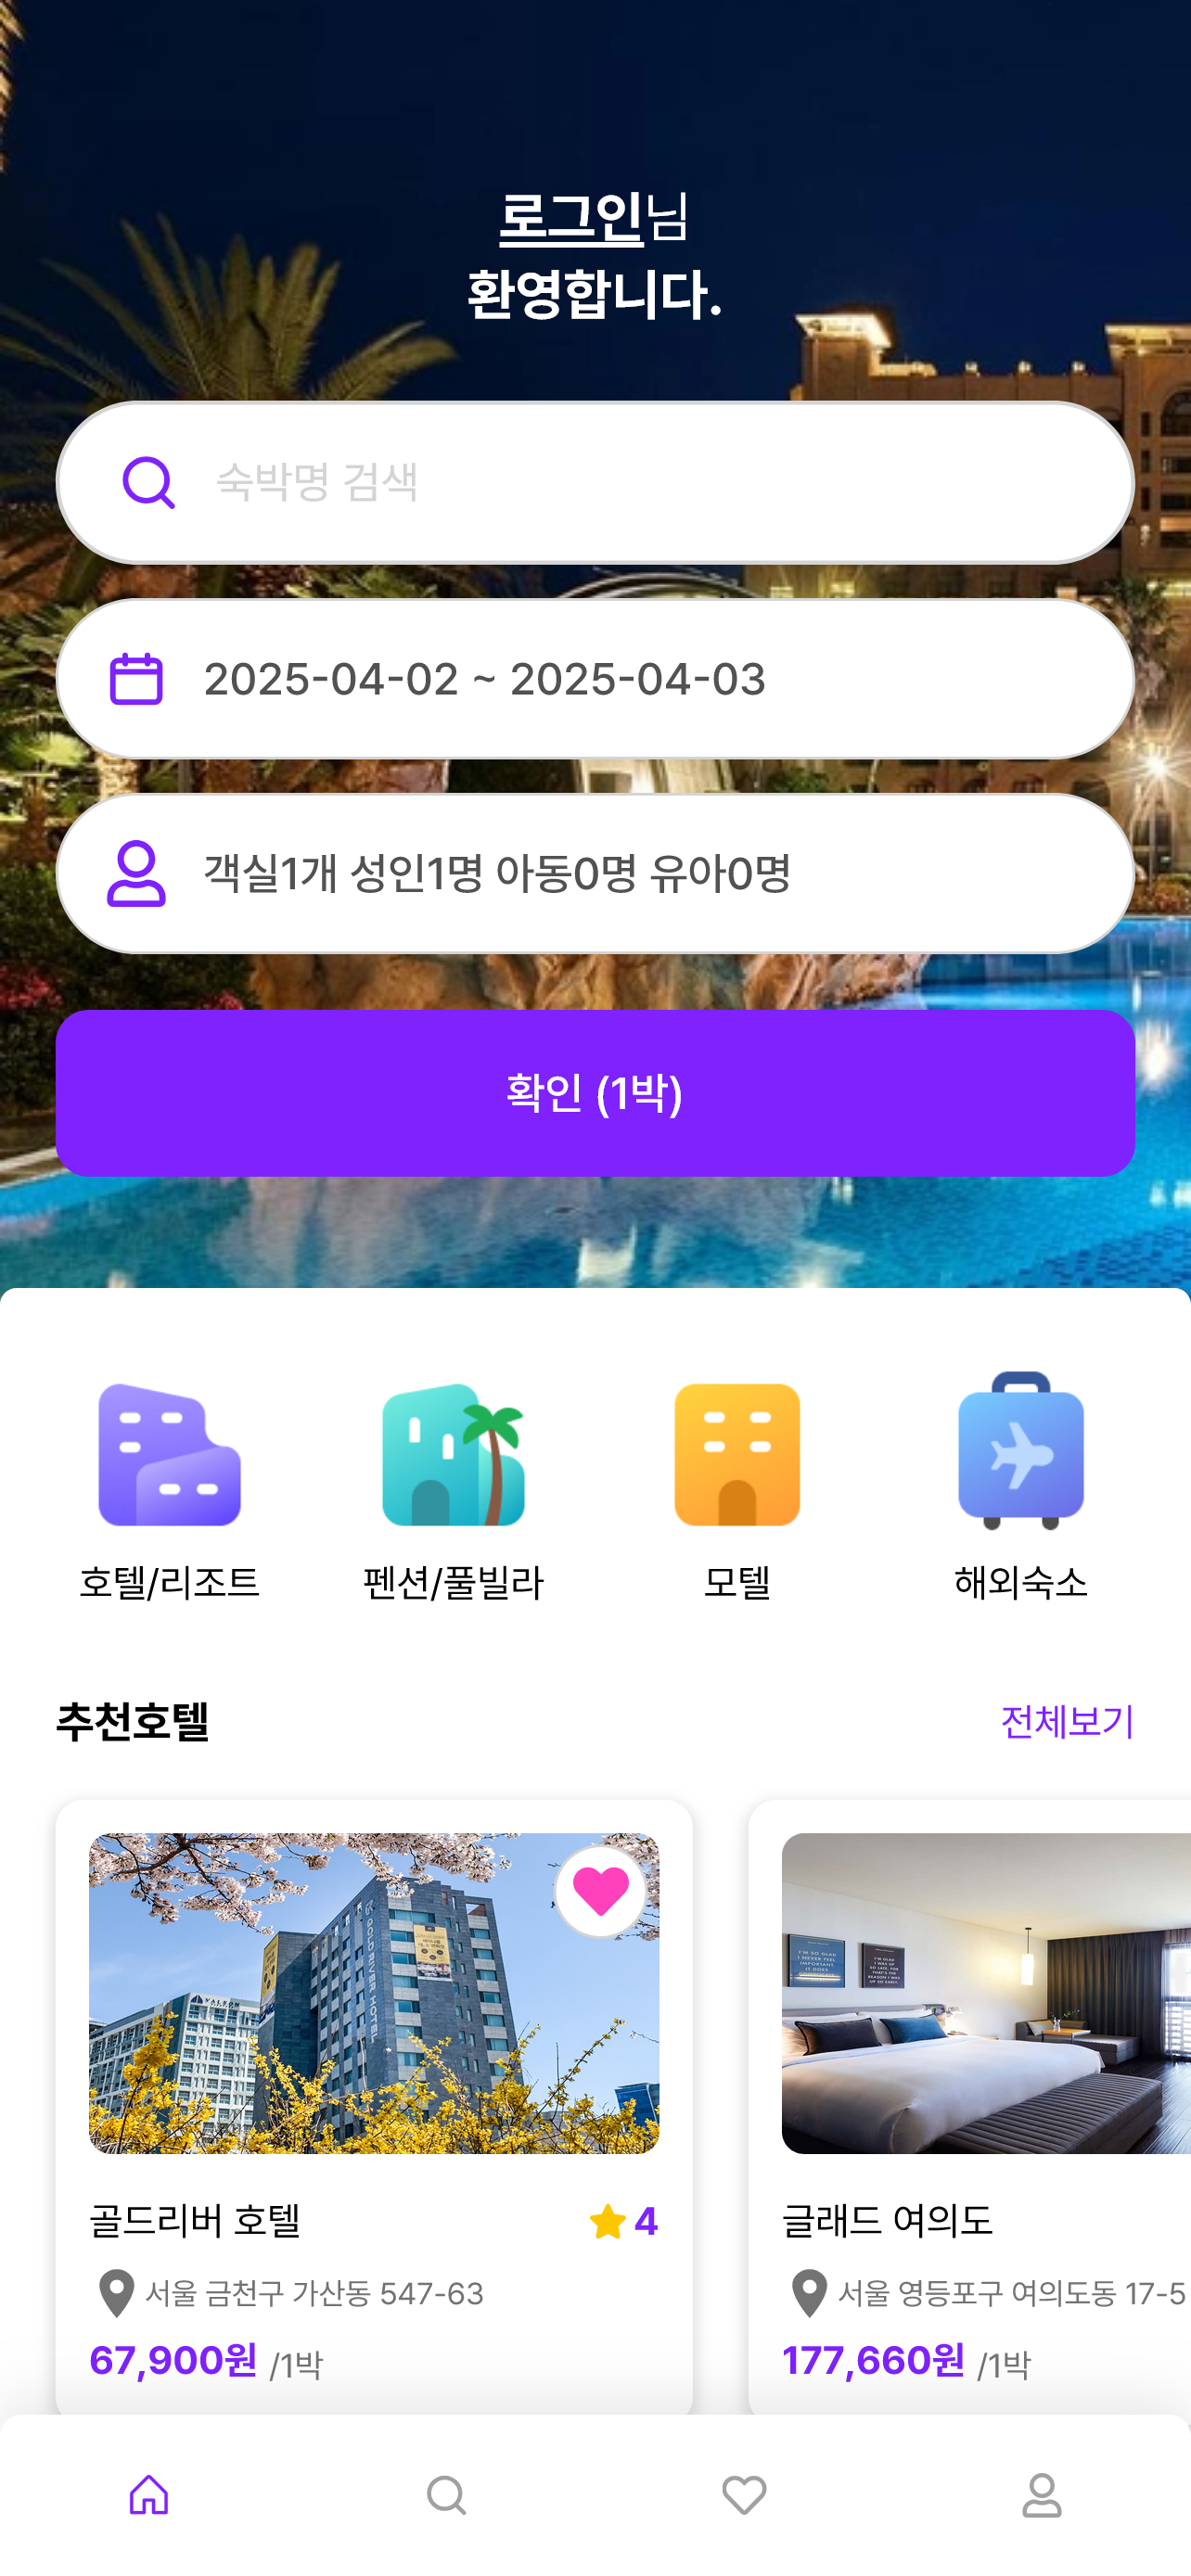 로그인님
환영합니다.
숙박명 검색
2025-04-02 ~ 2025-04-03
객실1개 성인1명 아동0명 유아0명
확인 (1박)
호텔/리조트
펜션/풀빌라
모텔
해외숙소
추천호텔
전체보기
GOLD RIVER HOTEL
골드리버 호텔
4
서울 금천구 가산동 547-63
67,900원 /1박
글래드 여의도
서울 영등포구 여의도동 17-5
177,660원 /1박